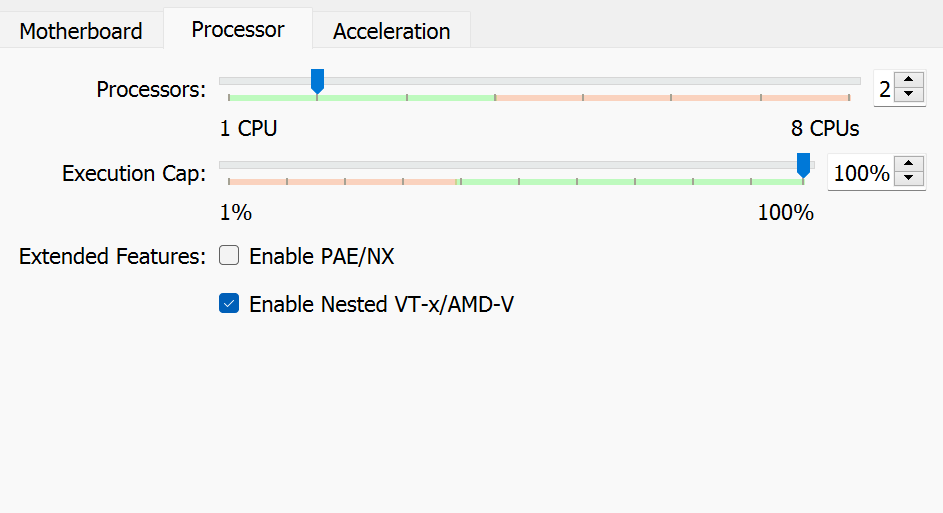 Motherboard Processor Acceleration
Processors: 2
1 CPU 8 CPUs
Execution Cap: 100%
1% 100%
Extended Features: Enable PAE/NX
Enable Nested VT-x/AMD-V